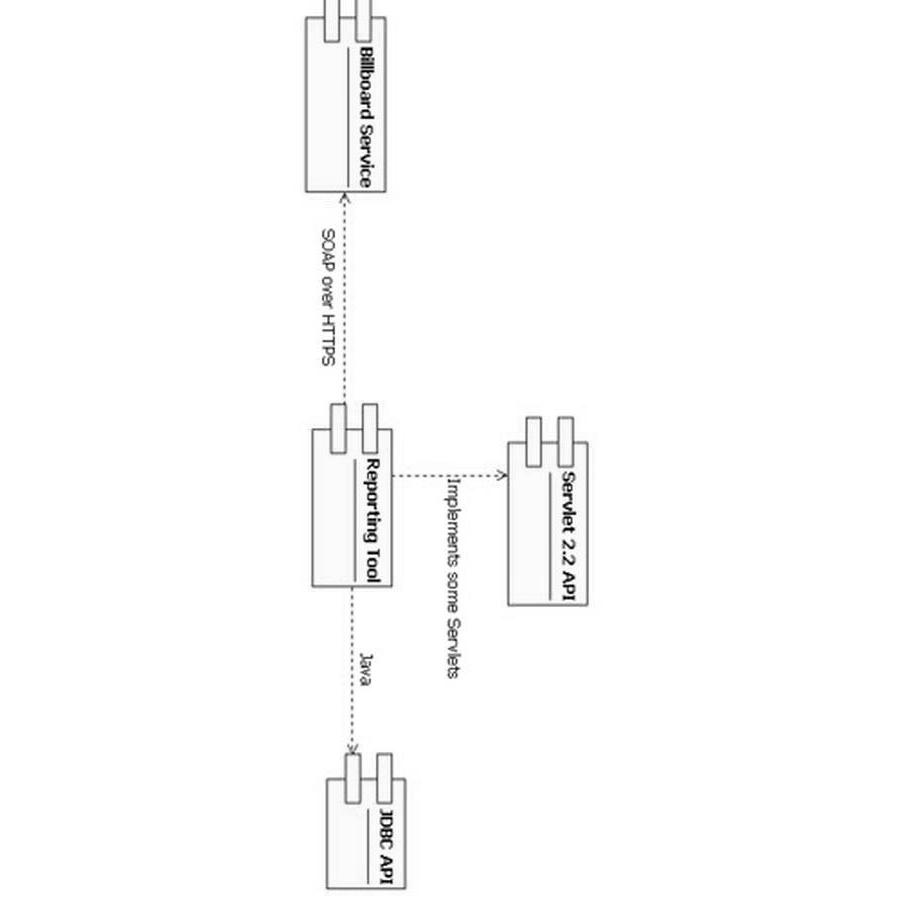 Billboard Service
SOAP over HTTPS
Reporting Tool
Implements some Servlets
Servlet 2.2 API
Java
JDBC API